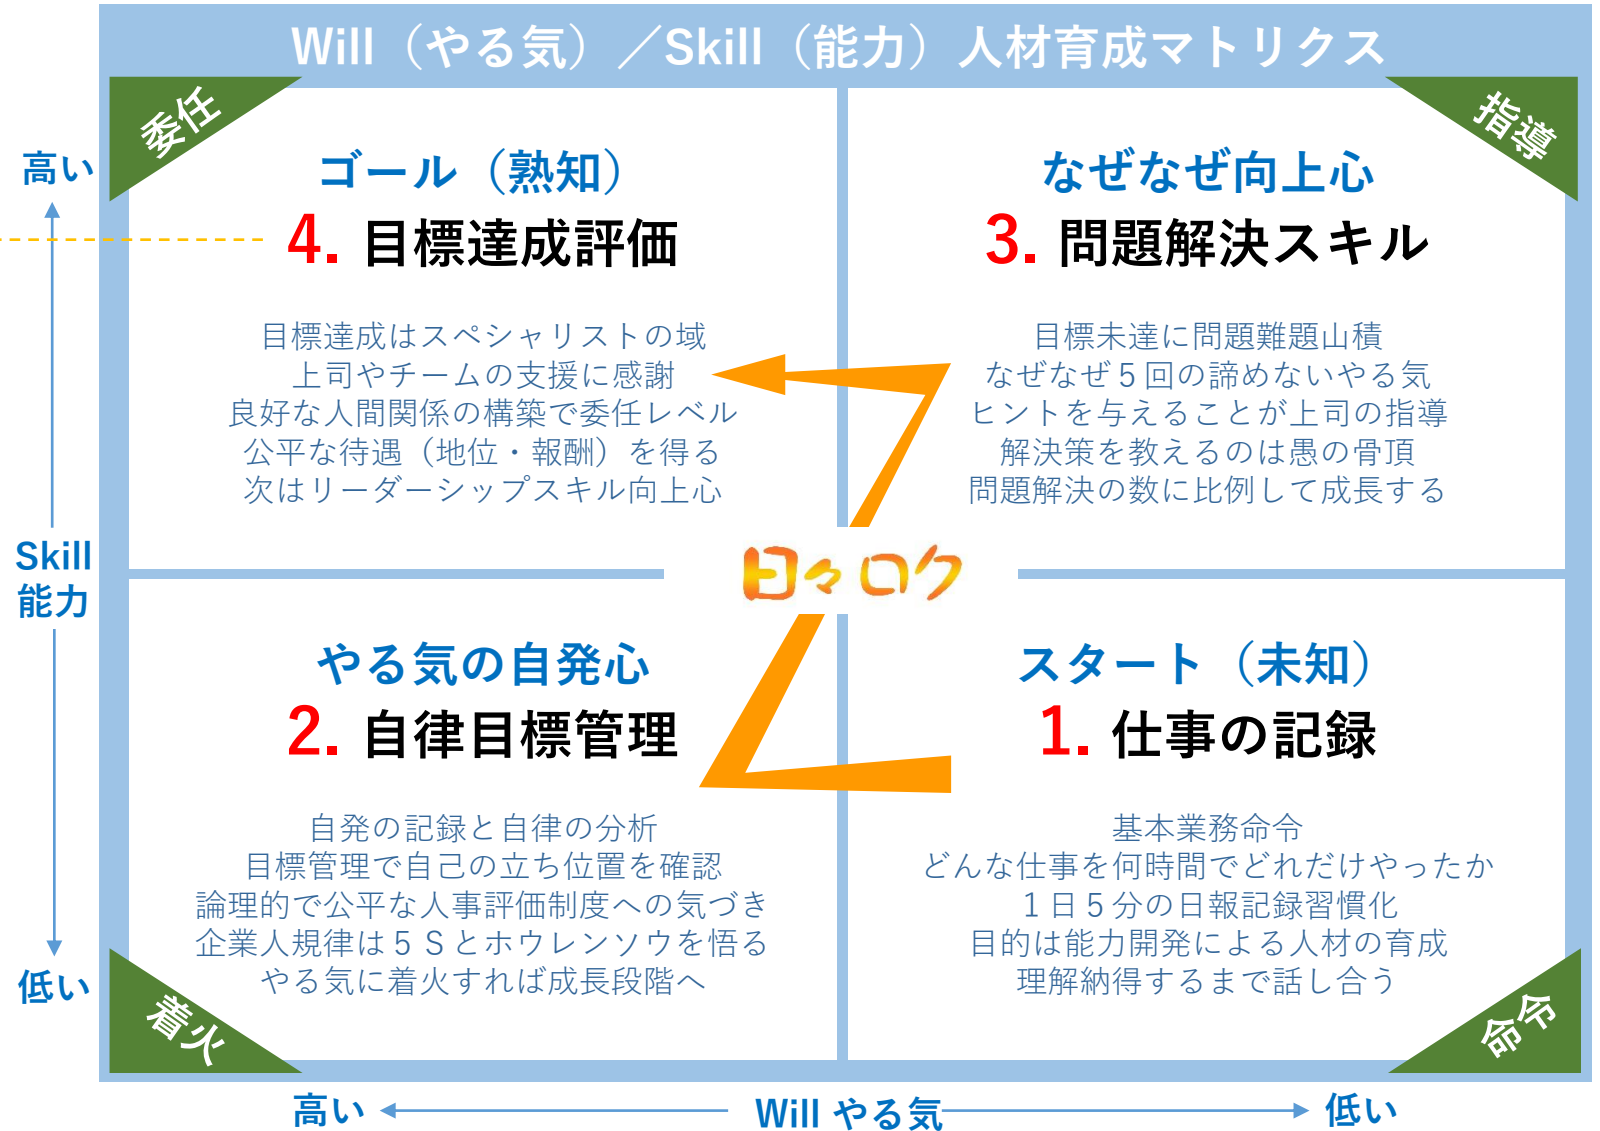 Will（やる気）／Skill（能力）人材育成マトリクス
委任
指導
高い
ゴール（熟知）
4. 目標達成評価
目標達成はスペシャリストの域
上司やチームの支援に感謝
良好な人間関係の構築で委任レベル
公平な待遇（地位・報酬）を得る
次はリーダーシップスキル向上心
なぜなぜ向上心
3. 問題解決スキル
目標未達に問題難題山積
なぜなぜ５回の諦めないやる気
ヒントを与えることが上司の指導
解決策を教えるのは愚の骨頂
問題解決の数に比例して成長する
Skill
能力
日々ロク
やる気の自発心
2. 自律目標管理
自発の記録と自律の分析
目標管理で自己の立ち位置を確認
論理的で公平な人事評価制度への気づき
企業人規律は５Ｓとホウレンソウを悟る
やる気に着火すれば成長段階へ
スタート（未知）
1. 仕事の記録
基本業務命令
どんな仕事を何時間でどれだけやったか
１日５分の日報記録習慣化
目的は能力開発による人材の育成
理解納得するまで話し合う
低い
着火
命令
高い
Will やる気
低い